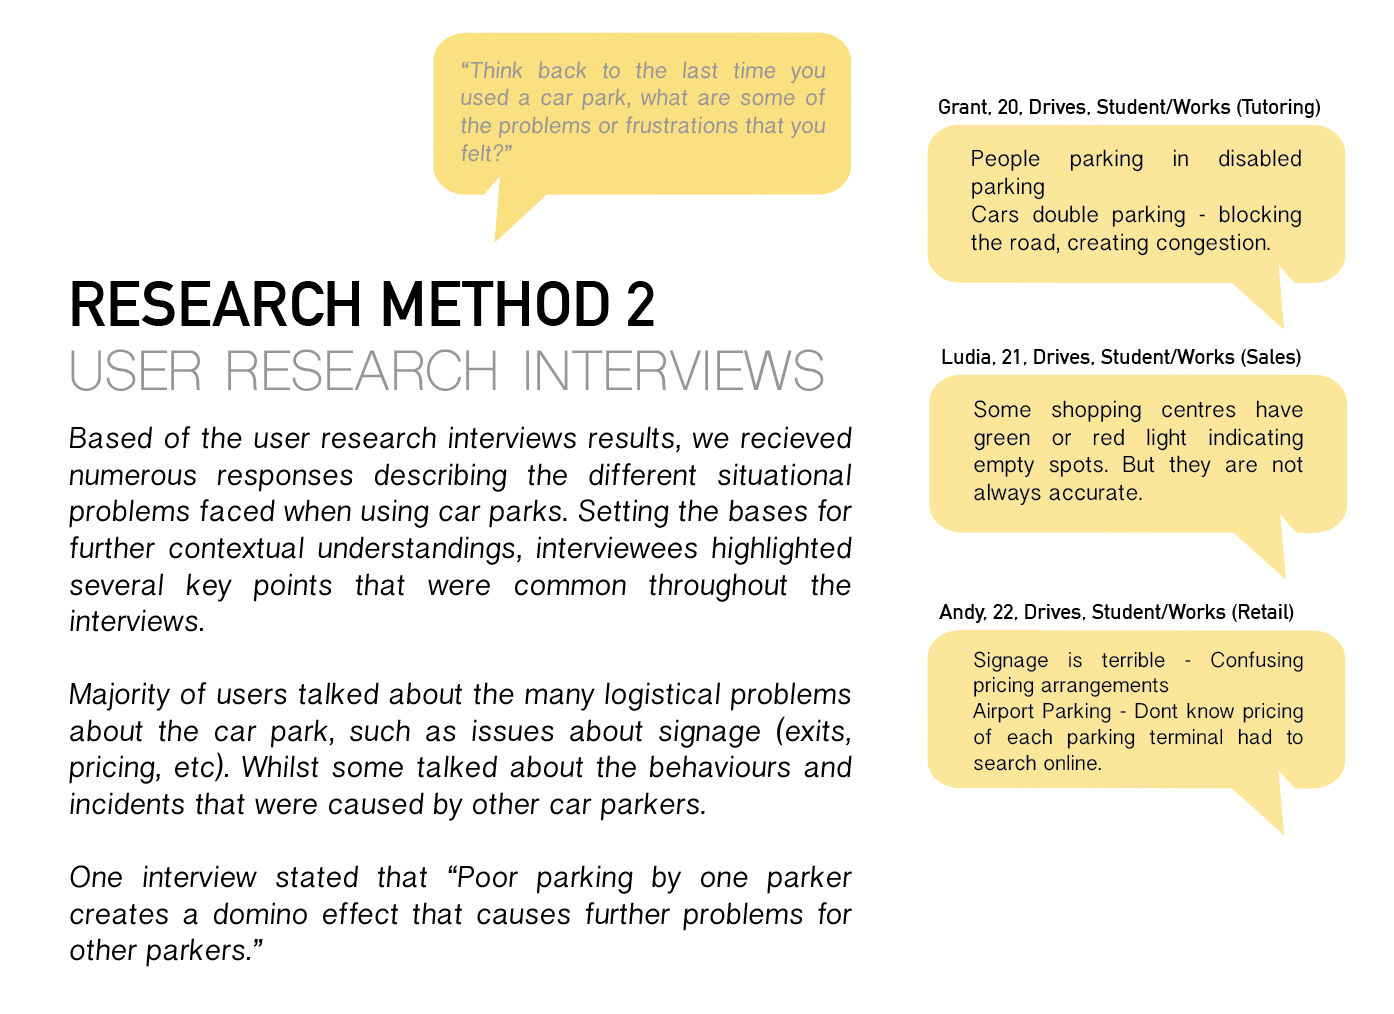 “Think back to the last time you
used a car park, what are some of
the problems or frustrations that you
felt?”
RESEARCH METHOD 2
USER RESEARCH INTERVIEWS
Based of the user research interviews results, we recieved
numerous responses describing the different situational
problems faced when using car parks. Setting the bases for
further contextual understandings, interviewees highlighted
several key points that were common throughout the
interviews.
Majority of users talked about the many logistical problems
about the car park, such as issues about signage (exits,
pricing, etc). Whilst some talked about the behaviours and
incidents that were caused by other car parkers.
One interview stated that “Poor parking by one parker
creates a domino effect that causes further problems for
other parkers.”
Grant, 20, Drives, Student/Works (Tutoring)
People parking in disabled
parking
Cars double parking - blocking
the road, creating congestion.
Ludia, 21, Drives, Student/Works (Sales)
Some shopping centres have
green or red light indicating
empty spots. But they are not
always accurate.
Andy, 22, Drives, Student/Works (Retail)
Signage is terrible - Confusing
pricing arrangements
Airport Parking - Dont know pricing
of each parking terminal had to
search online.